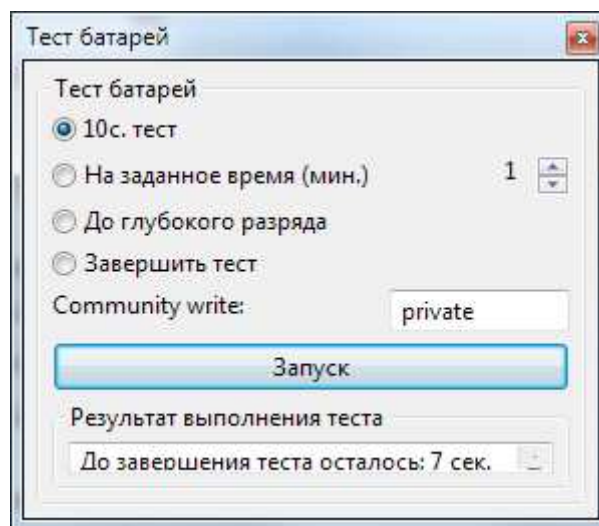 Тест батарей
Тест батарей
10с. тест
На заданное время (мин.) 1
До глубокого разряда
Завершить тест
Community write: private
Запуск
Результат выполнения теста
До завершения теста осталось: 7 сек.